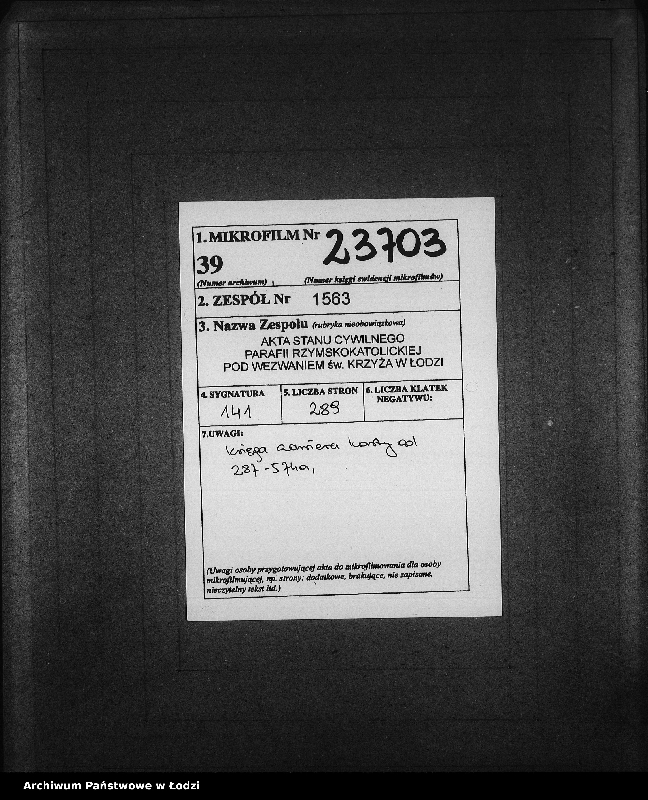 1. MIKROFILM Nr 23703
39
(Numer archiwum) (Numer księgi ewidencji mikrofilmów)
2. ZESPÓŁ Nr 1563
3. Nazwa Zespołu (rubryka nieobowiązkowa)
AKTA STANU CYWILNEGO
PARAFII RZYMSKOKATOLICKIEJ
POD WEZWANIEM św. KRZYŻA W ŁODZI
4. SYGNATURA 5. LICZBA STRON 6. LICZBA KLATEK
NEGATYWU:
141 289
7.UWAGI:
księga zawiera karty od
287-574a,
(Uwagi osoby przygotowującej akta do mikrofilmowania dla osoby
mikrofilmującej, np. strony: dodatkowe, brakujące, nie zapisane,
nieczytelny tekst itd.)
Archiwum Państwowe w Łodzi